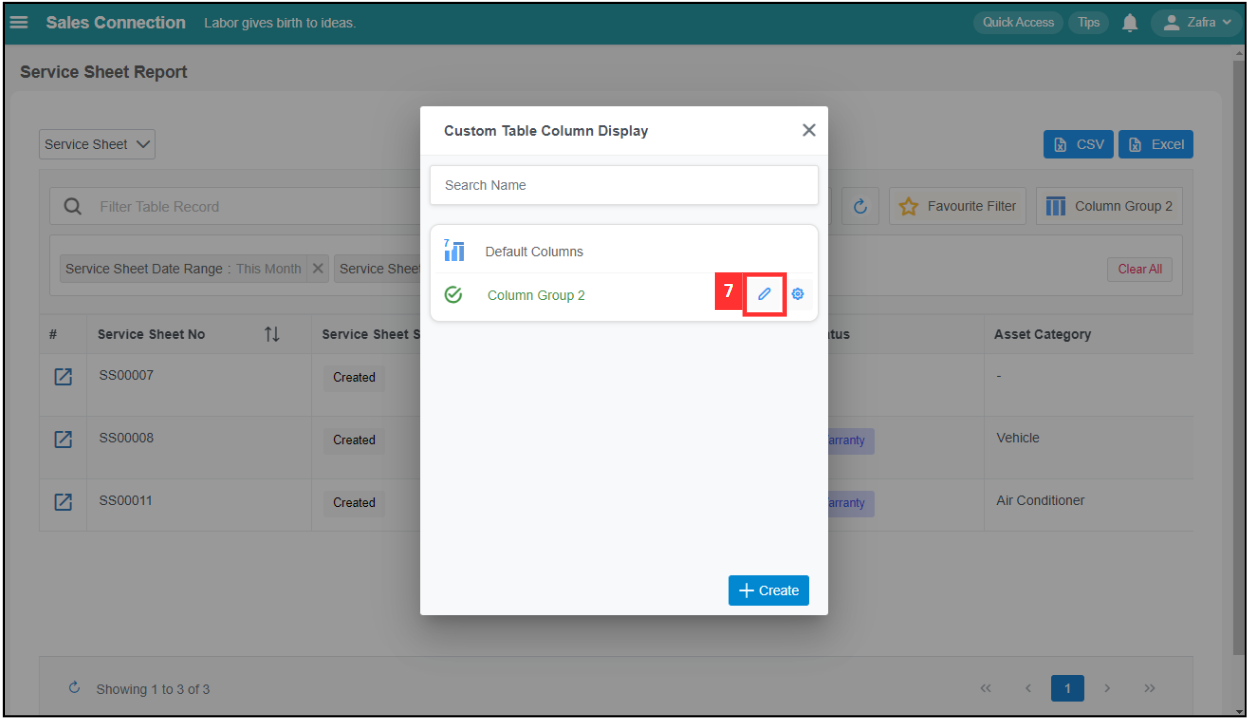 Sales Connection Labor gives birth to ideas. Quick Access Tips Zafra
Service Sheet Report
Custom Table Column Display
Service Sheet CSV Excel
Search Name
Filter Table Record Favourite Filter Column Group 2
7 Default Columns
Service Sheet Date Range : This Month Service Sheet Clear All
Column Group 2 7
# Service Sheet No Service Sheet S tus Asset Category
SS00007 Created -
SS00008 Created arranty Vehicle
SS00011 Created arranty Air Conditioner
Create
Showing 1 to 3 of 3 << < 1 > >>